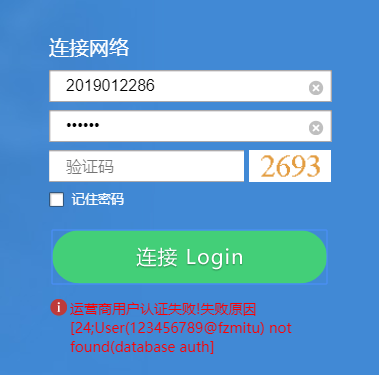 连接网络
2019012286
••••••
验证码
2693
记住密码
连接 Login
运营商用户认证失败!失败原因
[24;User(123456789@fzmitu) not
found(database auth]